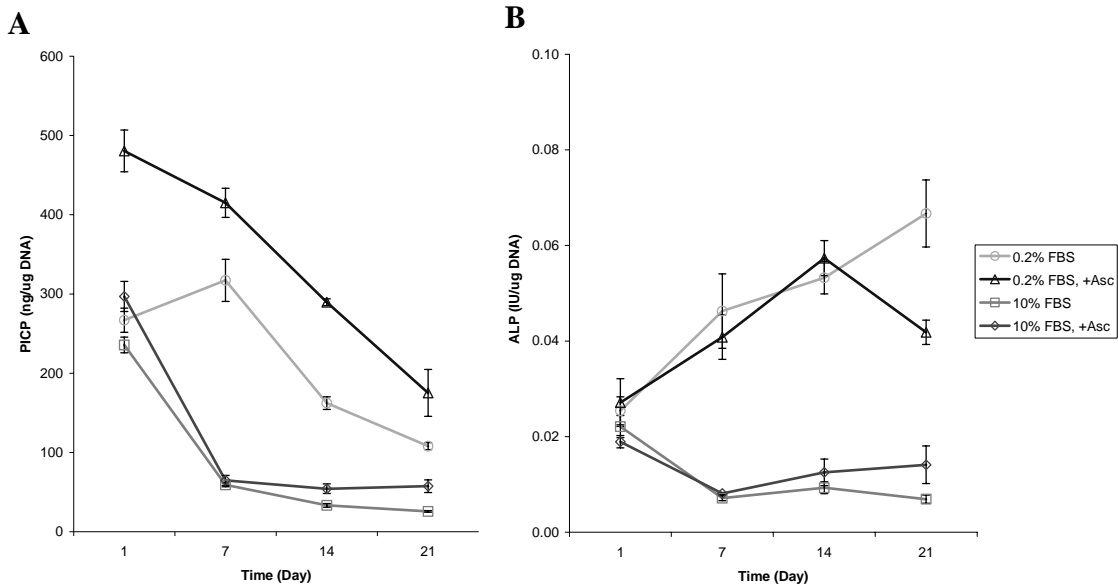 A
600
500
400
300
200
100
0
PICP (ng/ug DNA)
1 7 14 21
Time (Day)
B
0.10
0.08
0.06
0.04
0.02
0.00
ALP (IU/ug DNA)
1 7 14 21
Time (Day)
0.2% FBS
0.2% FBS, +Asc
10% FBS
10% FBS, +Asc